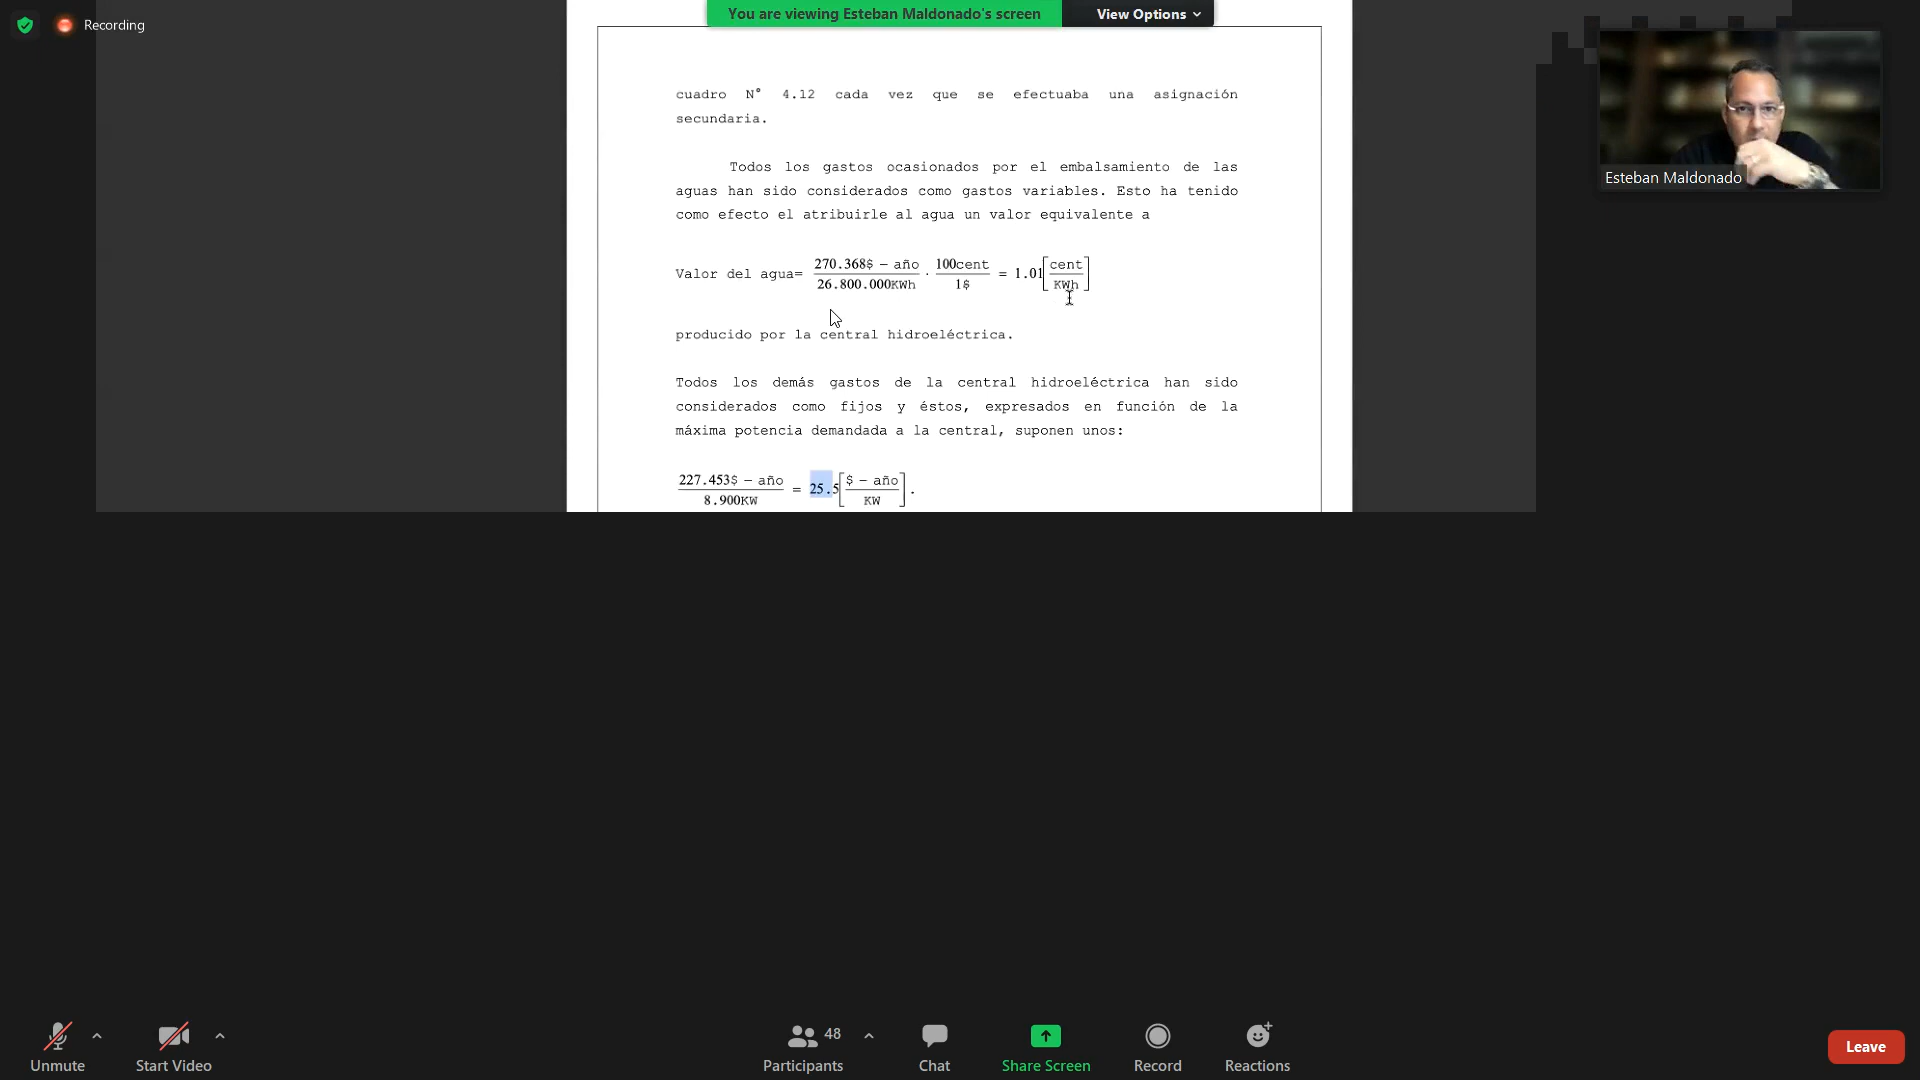 Recording
You are viewing Esteban Maldonado's screen
View Options
cuadro N° 4.12 cada vez que se efectuaba una asignación
secundaria.
Todos los gastos ocasionados por el embalsamiento de las
aguas han sido considerados como gastos variables. Esto ha tenido
como efecto el atribuirle al agua un valor equivalente a
Valor del agua= 270.368$ – año / 26.800.000KWh · 100cent / 1$ = 1.01 [cent / KWh]
producido por la central hidroeléctrica.
Todos los demás gastos de la central hidroeléctrica han sido
considerados como fijos y éstos, expresados en función de la
máxima potencia demandada a la central, suponen unos:
227.453$ – año / 8.900KW = 25.5 [$ – año / KW].
Esteban Maldonado
Unmute
Start Video
48
Participants
Chat
Share Screen
Record
Reactions
Leave